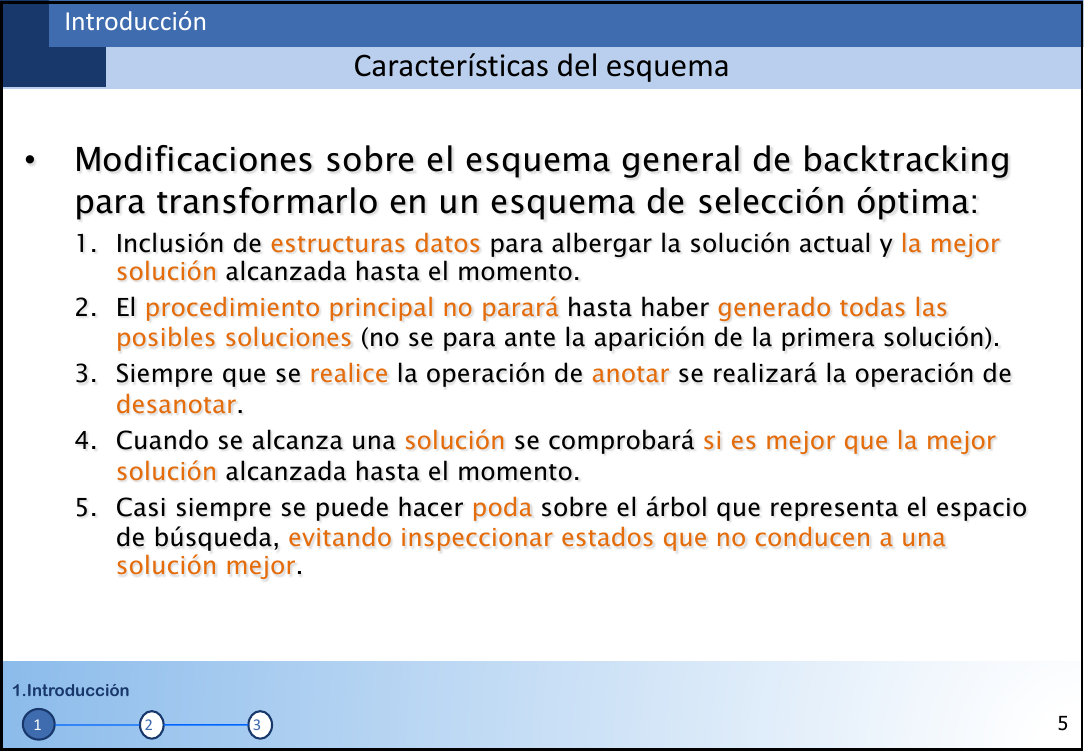 Introducción
Características del esquema
• Modificaciones sobre el esquema general de backtracking
para transformarlo en un esquema de selección óptima:
1. Inclusión de estructuras datos para albergar la solución actual y la mejor
solución alcanzada hasta el momento.
2. El procedimiento principal no parará hasta haber generado todas las
posibles soluciones (no se para ante la aparición de la primera solución).
3. Siempre que se realice la operación de anotar se realizará la operación de
desanotar.
4. Cuando se alcanza una solución se comprobará si es mejor que la mejor
solución alcanzada hasta el momento.
5. Casi siempre se puede hacer poda sobre el árbol que representa el espacio
de búsqueda, evitando inspeccionar estados que no conducen a una
solución mejor.
1.Introducción
1 2 3
5